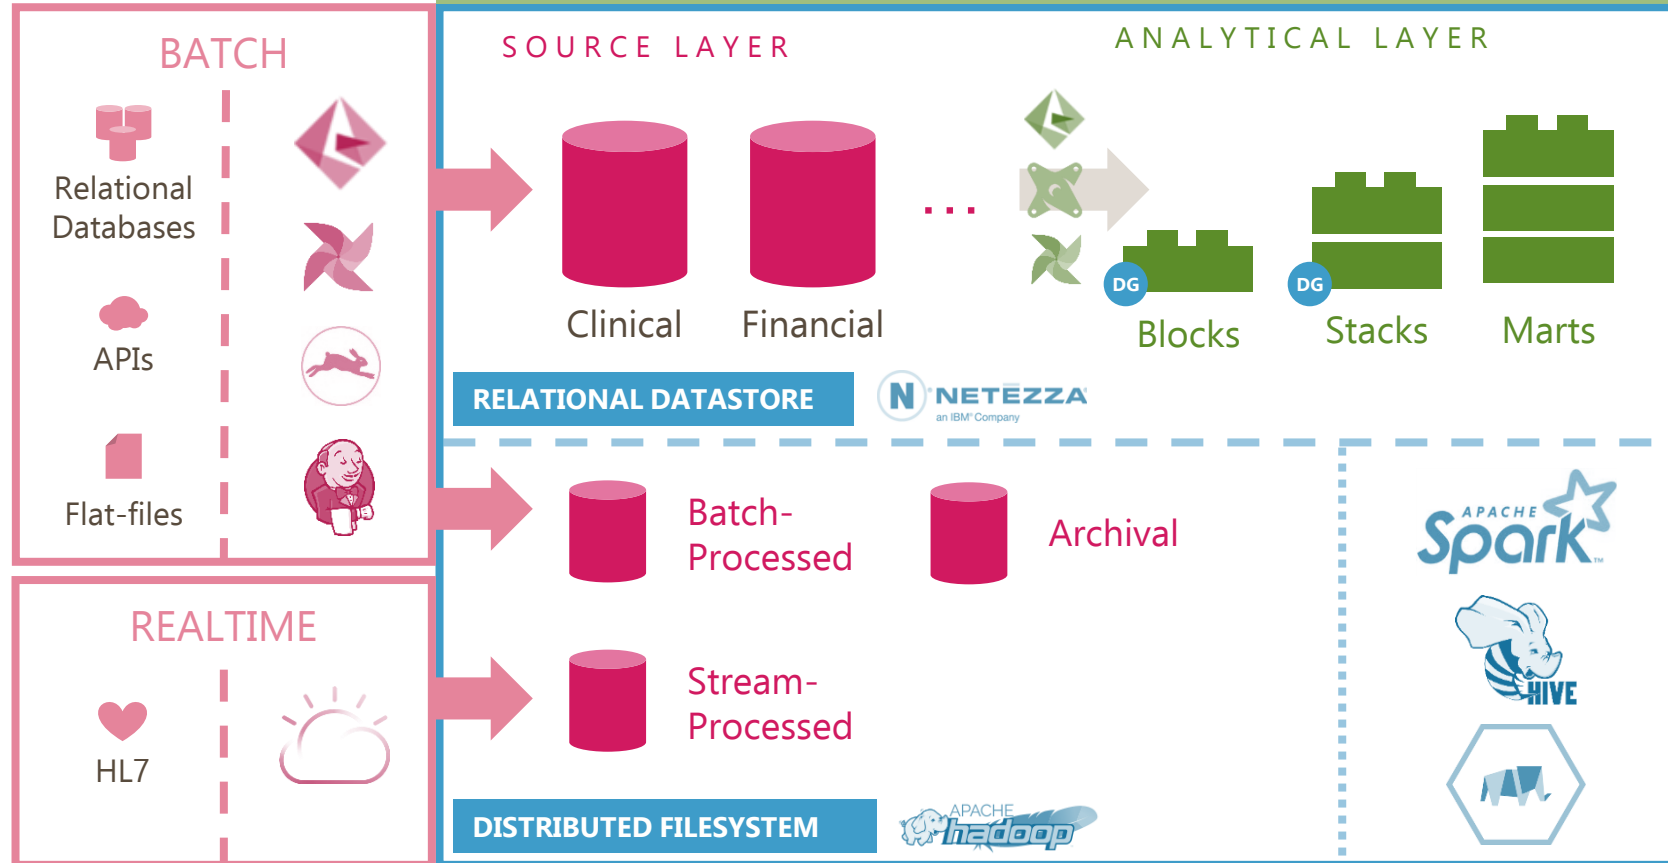 BATCH
Relational
Databases
APIs
Flat-files
REALTIME
HL7
SOURCE LAYER
ANALYTICAL LAYER
Clinical
Financial
...
DG
Blocks
DG
Stacks
Marts
RELATIONAL DATASTORE
N NETEZZA
an IBM® Company
Batch-
Processed
Archival
Stream-
Processed
DISTRIBUTED FILESYSTEM
APACHE
hadoop
APACHE
Spark™
HIVE